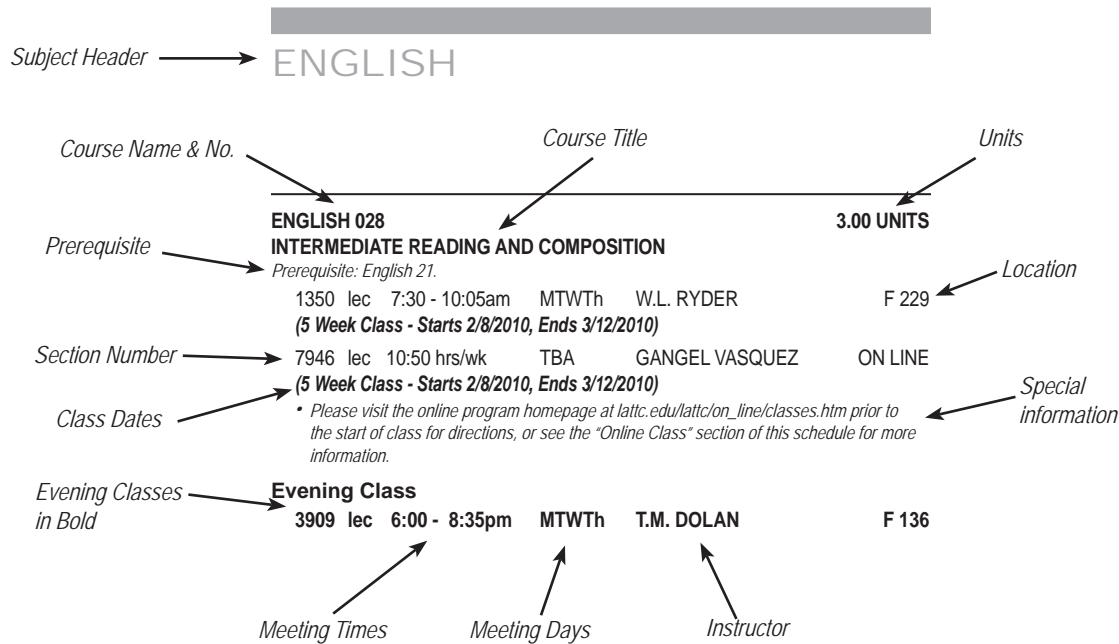 Subject Header
ENGLISH
Course Name & No.
Course Title
Units
ENGLISH 028 3.00 UNITS
Prerequisite
INTERMEDIATE READING AND COMPOSITION
Prerequisite: English 21.
Location
1350 lec 7:30 - 10:05am MTWTh W.L. RYDER F 229
(5 Week Class - Starts 2/8/2010, Ends 3/12/2010)
Section Number
7946 lec 10:50 hrs/wk TBA GANGEL VASQUEZ ON LINE
(5 Week Class - Starts 2/8/2010, Ends 3/12/2010)
Class Dates
• Please visit the online program homepage at lattc.edu/lattc/on_line/classes.htm prior to
the start of class for directions, or see the “Online Class” section of this schedule for more
information.
Special
information
Evening Classes
in Bold
Evening Class
3909 lec 6:00 - 8:35pm MTWTh T.M. DOLAN F 136
Meeting Times
Meeting Days
Instructor